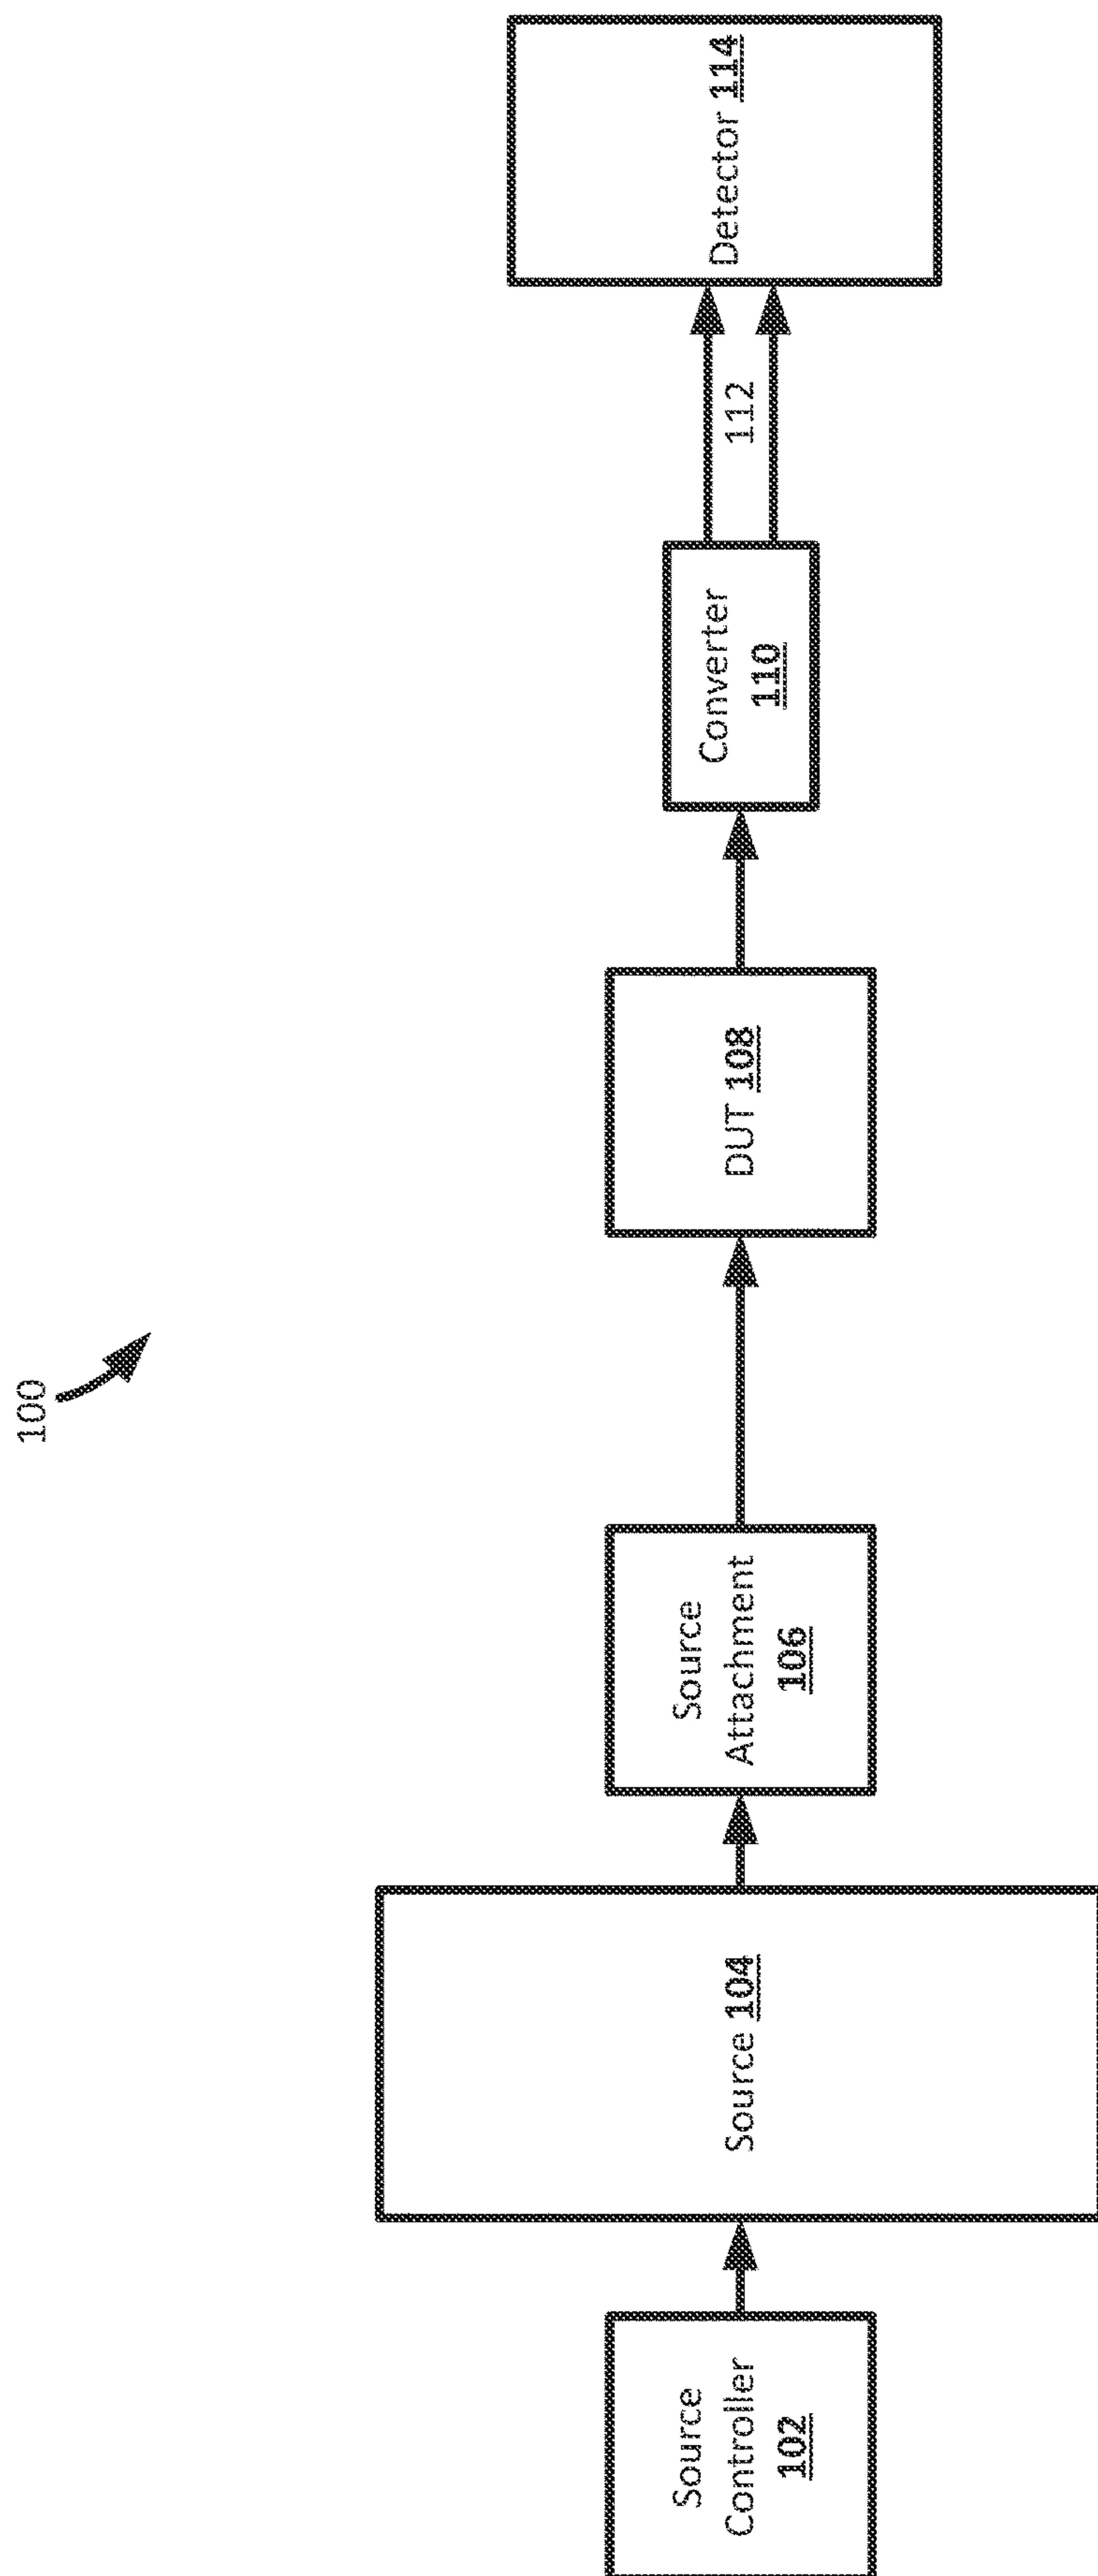 100
Source
Controller
102
Source 104
Source
Attachment
106
DUT 108
Converter
110
112
Detector 114